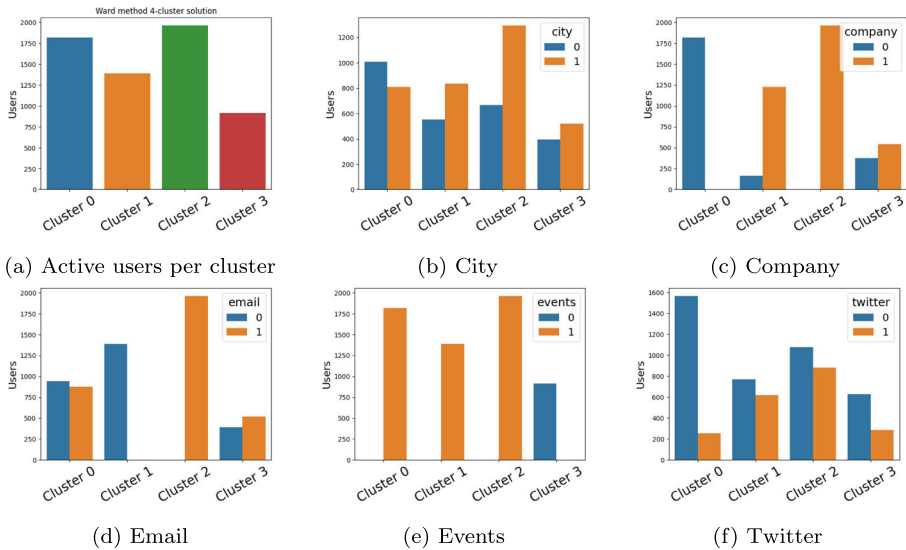 Ward method 4-cluster solution
2000
1750
1500
1250
1000
750
500
250
0
Users
Cluster 0 Cluster 1 Cluster 2 Cluster 3
(a) Active users per cluster
city
0
1
1200
1000
800
600
400
200
0
Users
Cluster 0 Cluster 1 Cluster 2 Cluster 3
(b) City
company
0
1
2000
1750
1500
1250
1000
750
500
250
0
Users
Cluster 0 Cluster 1 Cluster 2 Cluster 3
(c) Company
email
0
1
2000
1750
1500
1250
1000
750
500
250
0
Users
Cluster 0 Cluster 1 Cluster 2 Cluster 3
(d) Email
events
0
1
2000
1750
1500
1250
1000
750
500
250
0
Users
Cluster 0 Cluster 1 Cluster 2 Cluster 3
(e) Events
twitter
0
1
1600
1400
1200
1000
800
600
400
200
0
Users
Cluster 0 Cluster 1 Cluster 2 Cluster 3
(f) Twitter